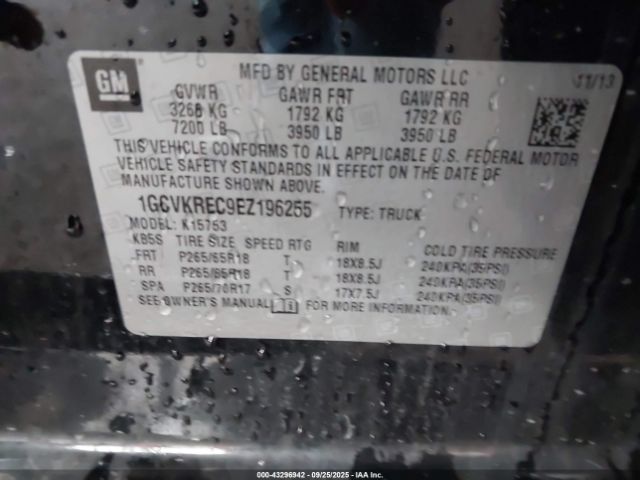 GM
MFD BY GENERAL MOTORS LLC
11/13
GVWR GAWR FRT GAWR RR
3266 KG 1792 KG 1792 KG
7200 LB 3950 LB 3950 LB
THIS VEHICLE CONFORMS TO ALL APPLICABLE U.S. FEDERAL MOTOR
VEHICLE SAFETY STANDARDS IN EFFECT ON THE DATE OF
MANUFACTURE SHOWN ABOVE.
1GCVKREC9EZ196255 TYPE: TRUCK
MODEL: K15753
KB5S TIRE SIZE SPEED RTG RIM COLD TIRE PRESSURE
FRT P265/65R18 T 18X8.5J 240KPA(35PSI)
RR P265/65R18 T 18X8.5J 240KPA(35PSI)
SPA P265/70R17 S 17X7.5J 240KPA(35PSI)
SEE OWNER'S MANUAL FOR MORE INFORMATION.
000-43296942 - 09/25/2025 - IAAI.COM